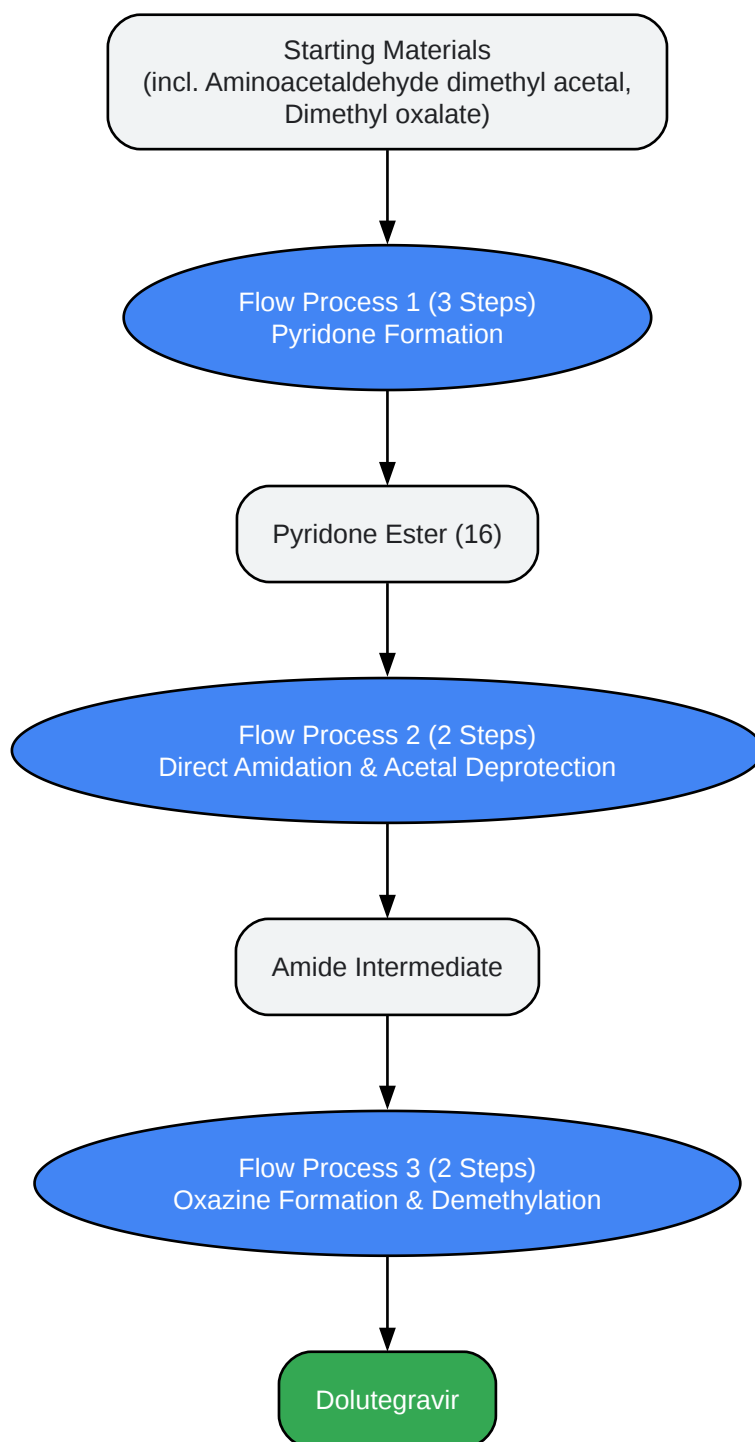 Starting Materials
(incl. Aminoacetaldehyde dimethyl acetal,
Dimethyl oxalate)
Flow Process 1 (3 Steps)
Pyridone Formation
Pyridone Ester (16)
Flow Process 2 (2 Steps)
Direct Amidation & Acetal Deprotection
Amide Intermediate
Flow Process 3 (2 Steps)
Oxazine Formation & Demethylation
Dolutegravir